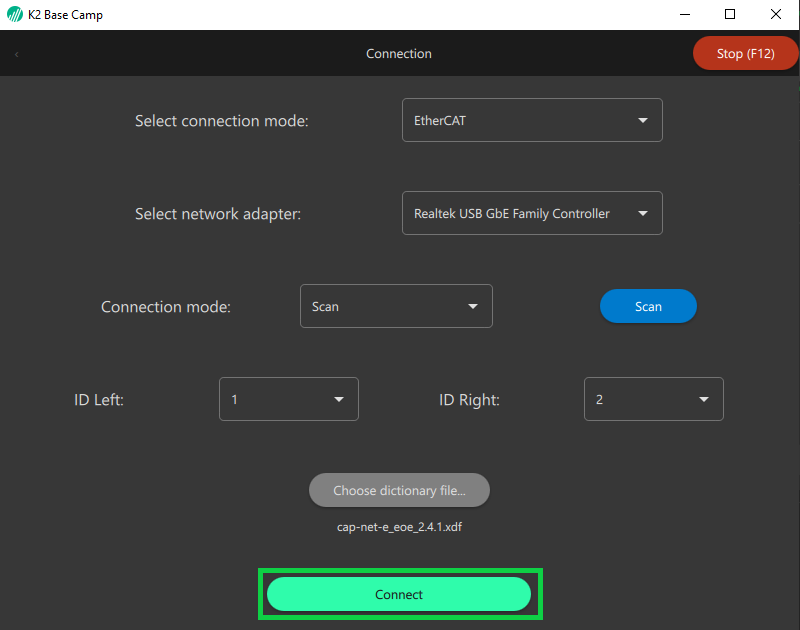 K2 Base Camp
Connection
Stop (F12)
Select connection mode:
EtherCAT
Select network adapter:
Realtek USB GbE Family Controller
Connection mode:
Scan
Scan
ID Left:
1
ID Right:
2
Choose dictionary file...
cap-net-e_eoe_2.4.1.xdf
Connect